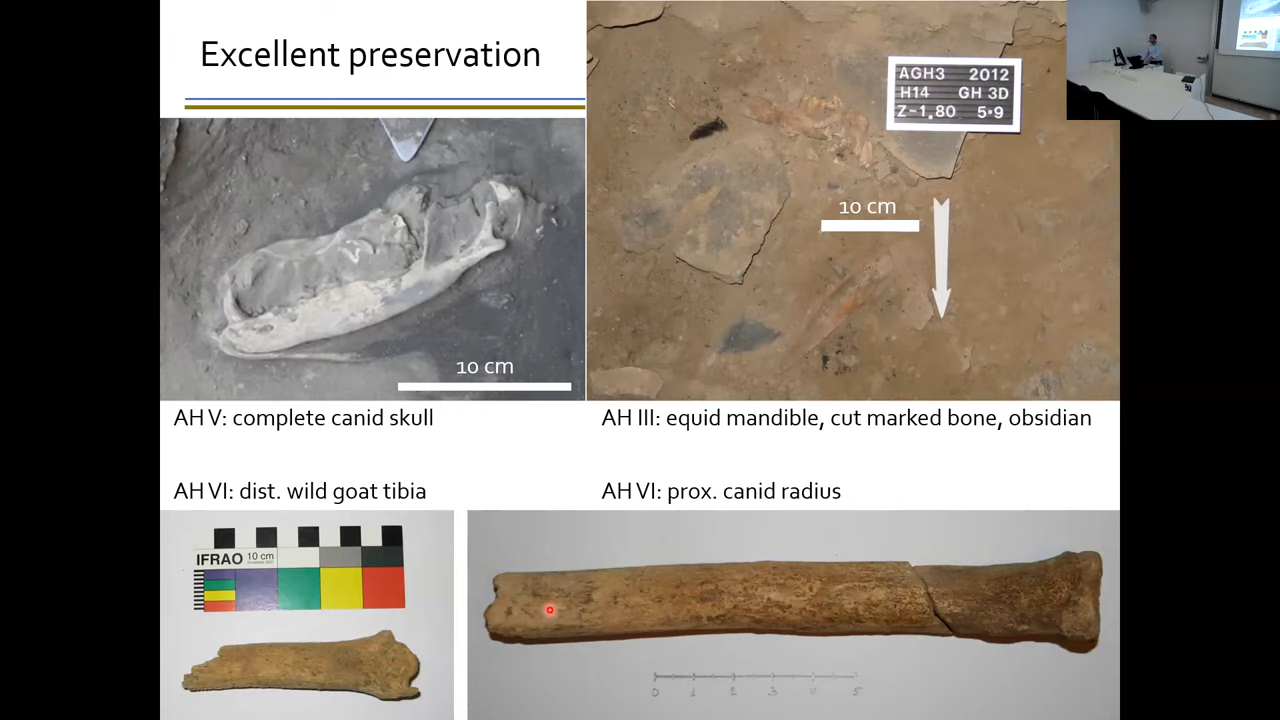 Excellent preservation
AGH3 2012
H14 GH 3D
Z-1.80 5·9
10 cm
10 cm
AH V: complete canid skull
AH III: equid mandible, cut marked bone, obsidian
AH VI: dist. wild goat tibia
AH VI: prox. canid radius
IFRAO 10 cm
0 1 2 3 4 5